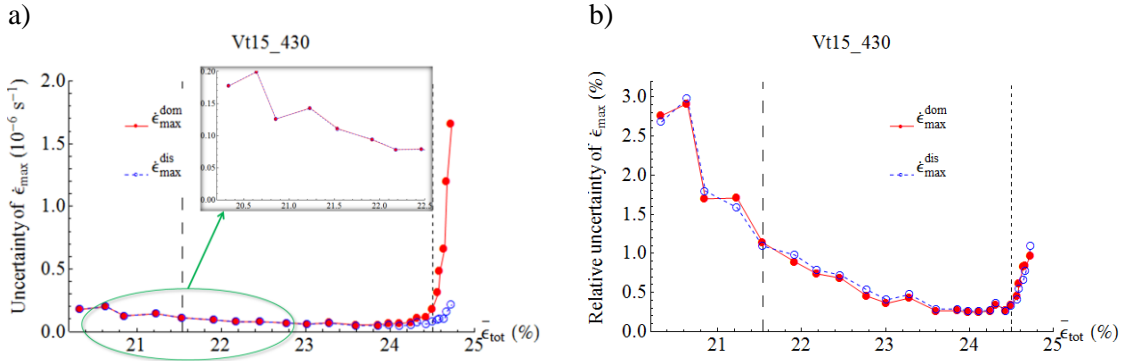 a)
Vt15_430
Uncertainty of ε̇max (10⁻⁶ s⁻¹)
2.0
1.5
1.0
0.5
0.0
ε̇max^dom
ε̇max^dis
0.20
0.15
0.10
0.05
0.00
20.5 21.0 21.5 22.0 22.5
21 22 23 24 25
ε̄tot (%)
b)
Vt15_430
Relative uncertainty of ε̇max (%)
3.0
2.5
2.0
1.5
1.0
0.5
0.0
ε̇max^dom
ε̇max^dis
21 22 23 24 25
ε̄tot (%)